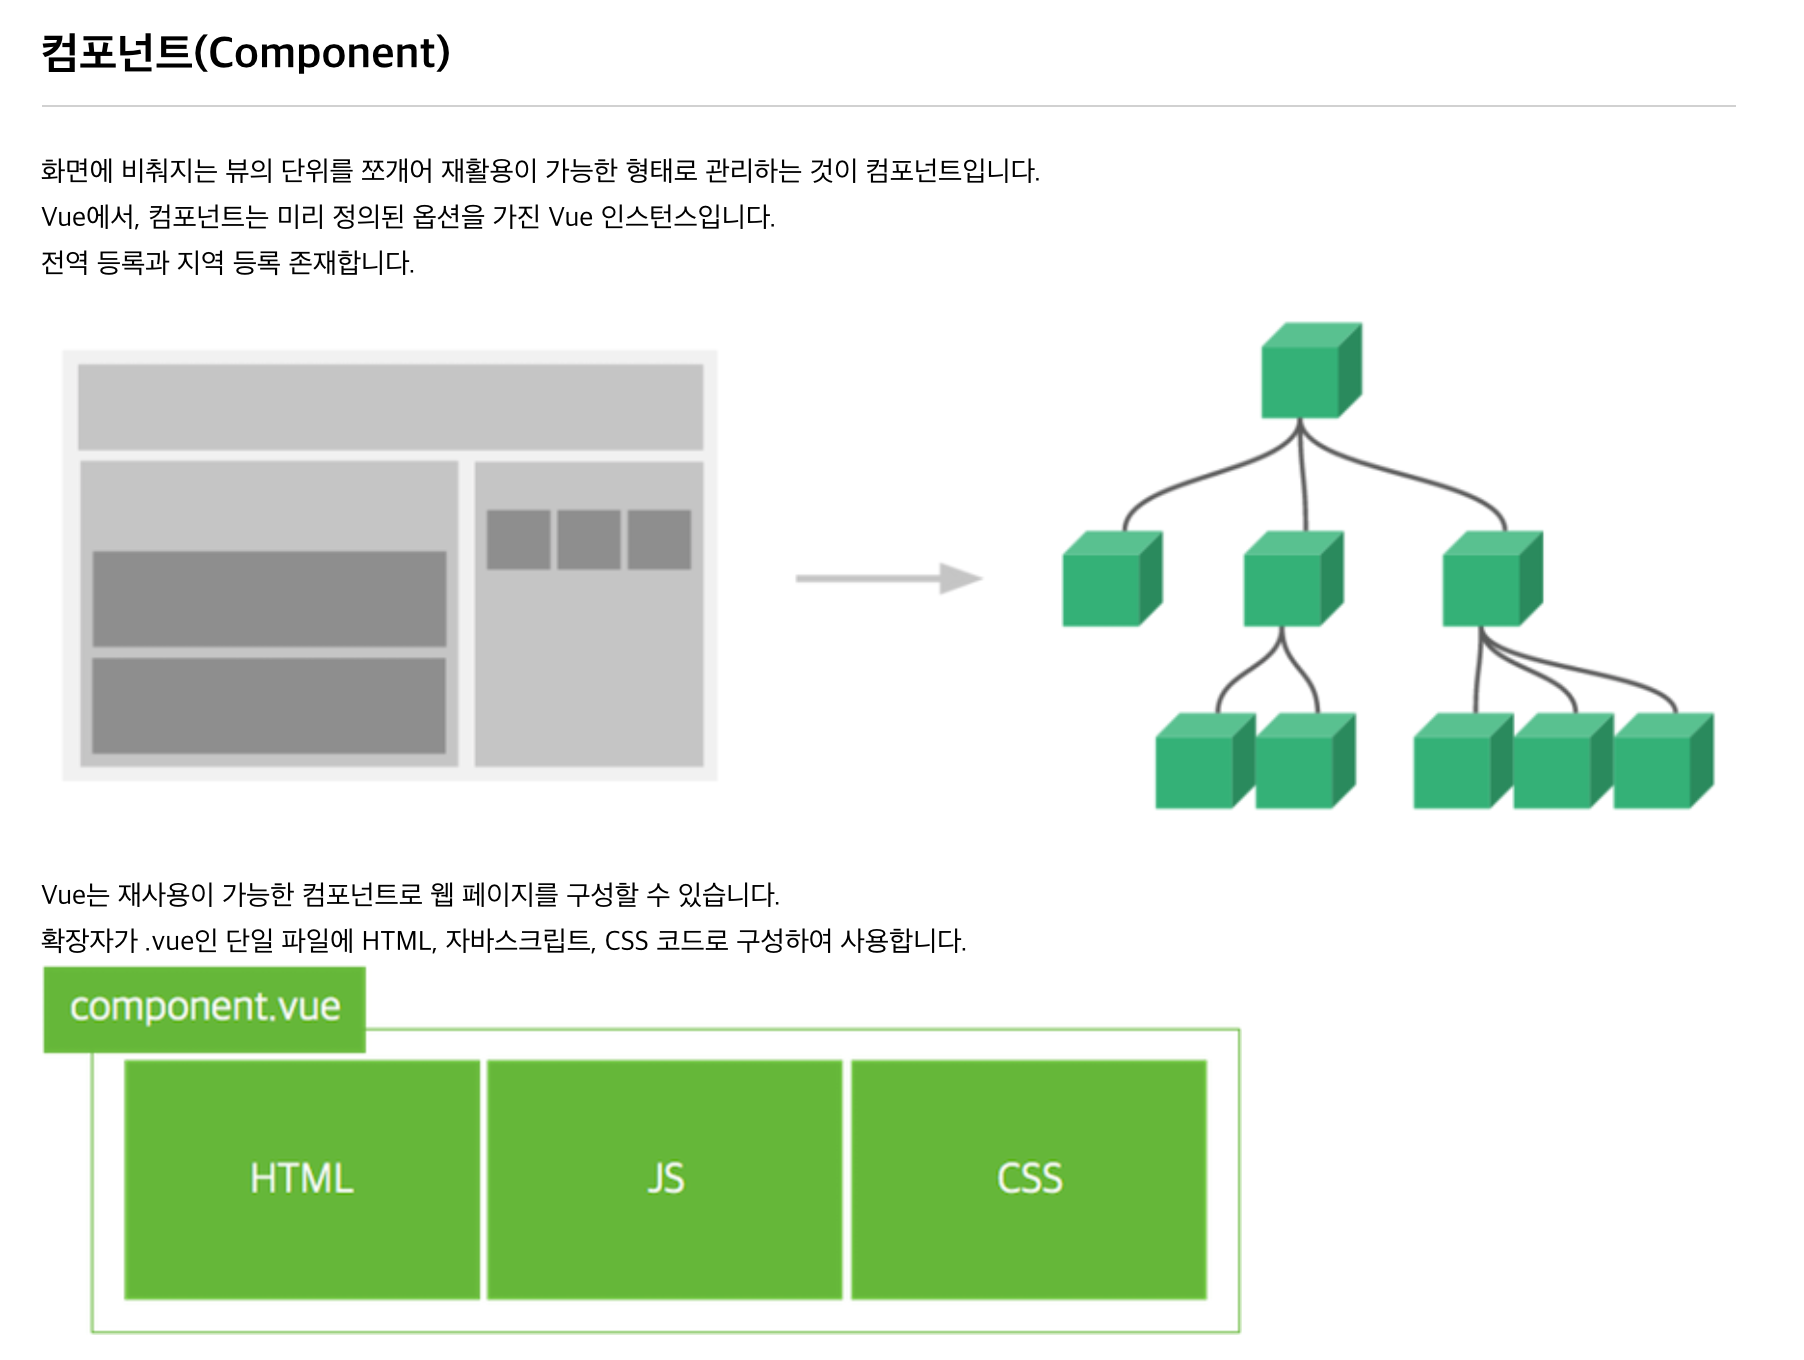 컴포넌트(Component)
화면에 비춰지는 뷰의 단위를 쪼개어 재활용이 가능한 형태로 관리하는 것이 컴포넌트입니다.
Vue에서, 컴포넌트는 미리 정의된 옵션을 가진 Vue 인스턴스입니다.
전역 등록과 지역 등록 존재합니다.
Vue는 재사용이 가능한 컴포넌트로 웹 페이지를 구성할 수 있습니다.
확장자가 .vue인 단일 파일에 HTML, 자바스크립트, CSS 코드로 구성하여 사용합니다.
component.vue
HTML JS CSS